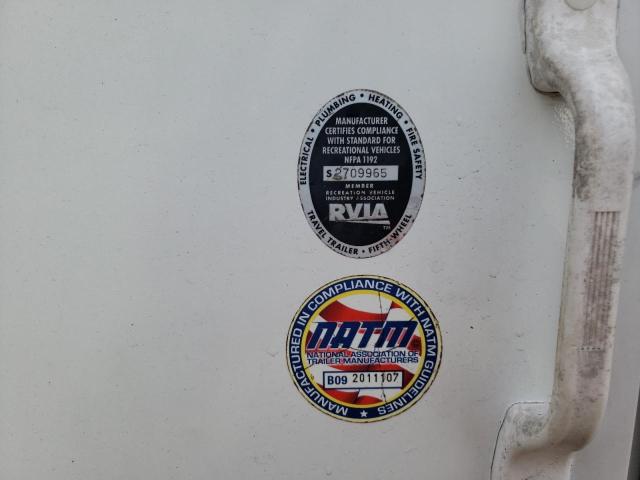 ELECTRICAL • PLUMBING • HEATING • FIRE SAFETY
MANUFACTURER
CERTIFIES COMPLIANCE
WITH STANDARD FOR
RECREATIONAL VEHICLES
NFPA 1192
S 2709965
MEMBER
RECREATION VEHICLE
INDUSTRY ASSOCIATION
RVIA
TM
TRAVEL TRAILER • FIFTH-WHEEL
MANUFACTURED IN COMPLIANCE WITH NATM GUIDELINES ★
NATM
NATIONAL ASSOCIATION OF
TRAILER MANUFACTURERS
B09 2011107